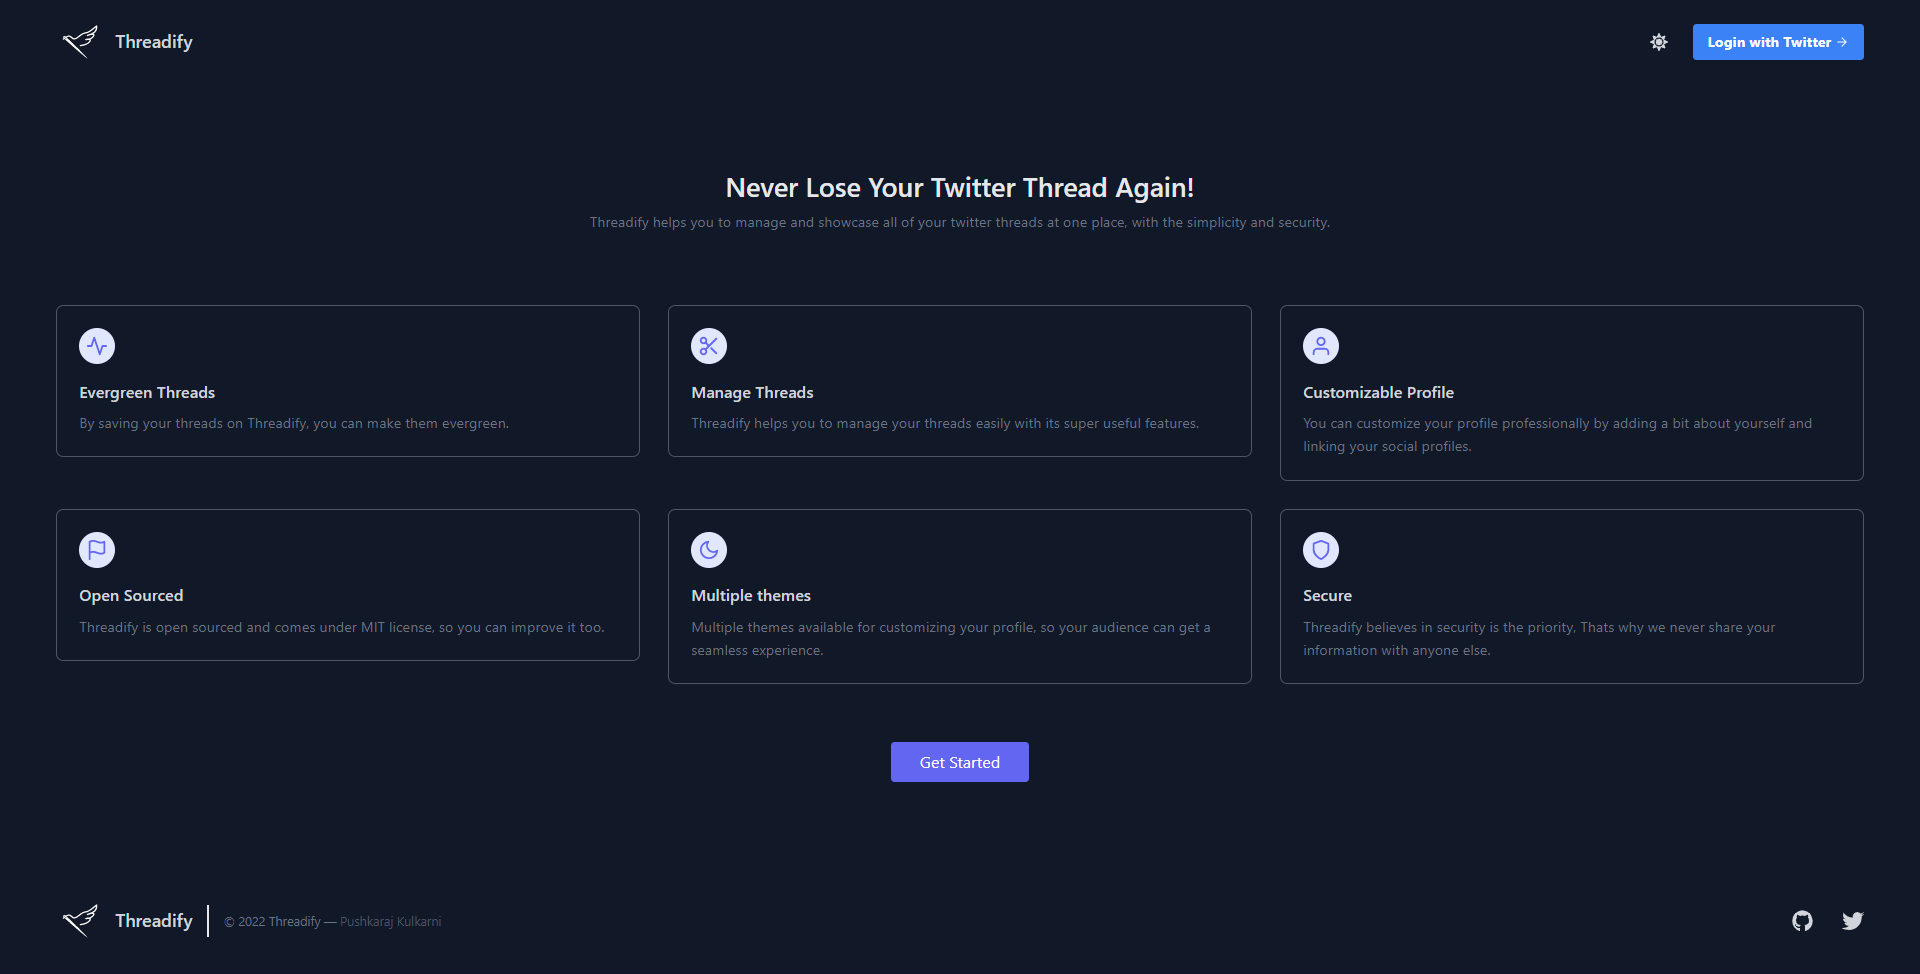 Threadify
Login with Twitter
Never Lose Your Twitter Thread Again!
Threadify helps you to manage and showcase all of your twitter threads at one place, with the simplicity and security.
Evergreen Threads
By saving your threads on Threadify, you can make them evergreen.
Manage Threads
Threadify helps you to manage your threads easily with its super useful features.
Customizable Profile
You can customize your profile professionally by adding a bit about yourself and
linking your social profiles.
Open Sourced
Threadify is open sourced and comes under MIT license, so you can improve it too.
Multiple themes
Multiple themes available for customizing your profile, so your audience can get a
seamless experience.
Secure
Threadify believes in security is the priority, Thats why we never share your
information with anyone else.
Get Started
Threadify
© 2022 Threadify — Pushkaraj Kulkarni